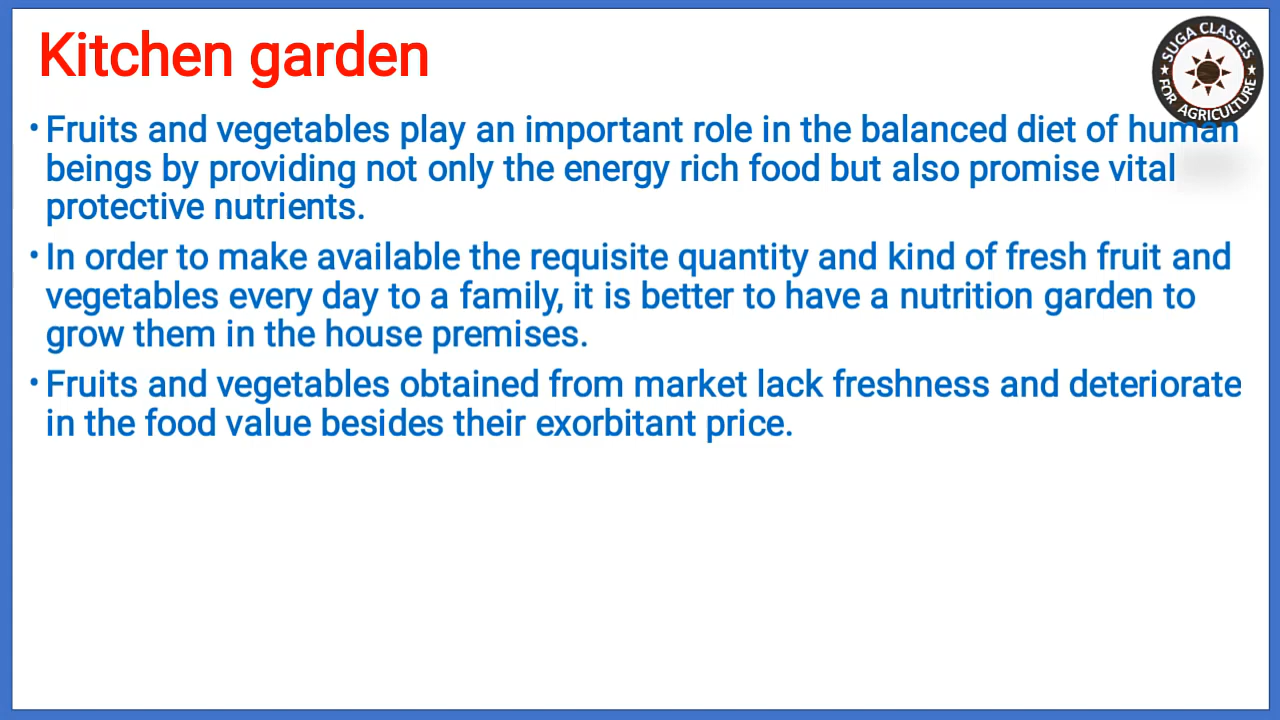 Kitchen garden
SUGA CLASSES
FOR AGRICULTURE
• Fruits and vegetables play an important role in the balanced diet of human
beings by providing not only the energy rich food but also promise vital
protective nutrients.
• In order to make available the requisite quantity and kind of fresh fruit and
vegetables every day to a family, it is better to have a nutrition garden to
grow them in the house premises.
• Fruits and vegetables obtained from market lack freshness and deteriorate
in the food value besides their exorbitant price.